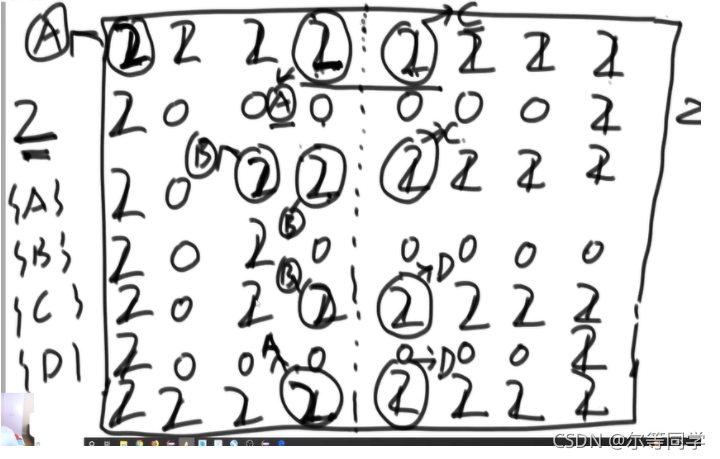 A 2 2 2 2 2 C 2 2 2
2 2 0 0 A 0 0 0 0 2 2
{A} 2 0 B 2 2 2 C 2 2 2
B
{B} 2 0 2 0 0 0 0 0
{C} 2 0 2 B 2 2 D 2 2 2
{D} 2 0 0 A 0 0 D 0 0 2
2 2 2 2 2 2 2 2
CSDN @尔等同学